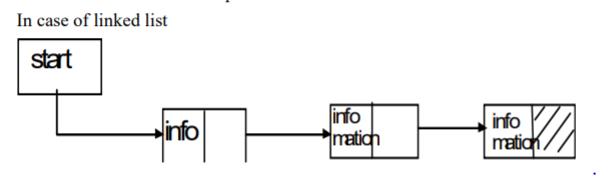 In case of linked list
start
info
info
mation
info
mation